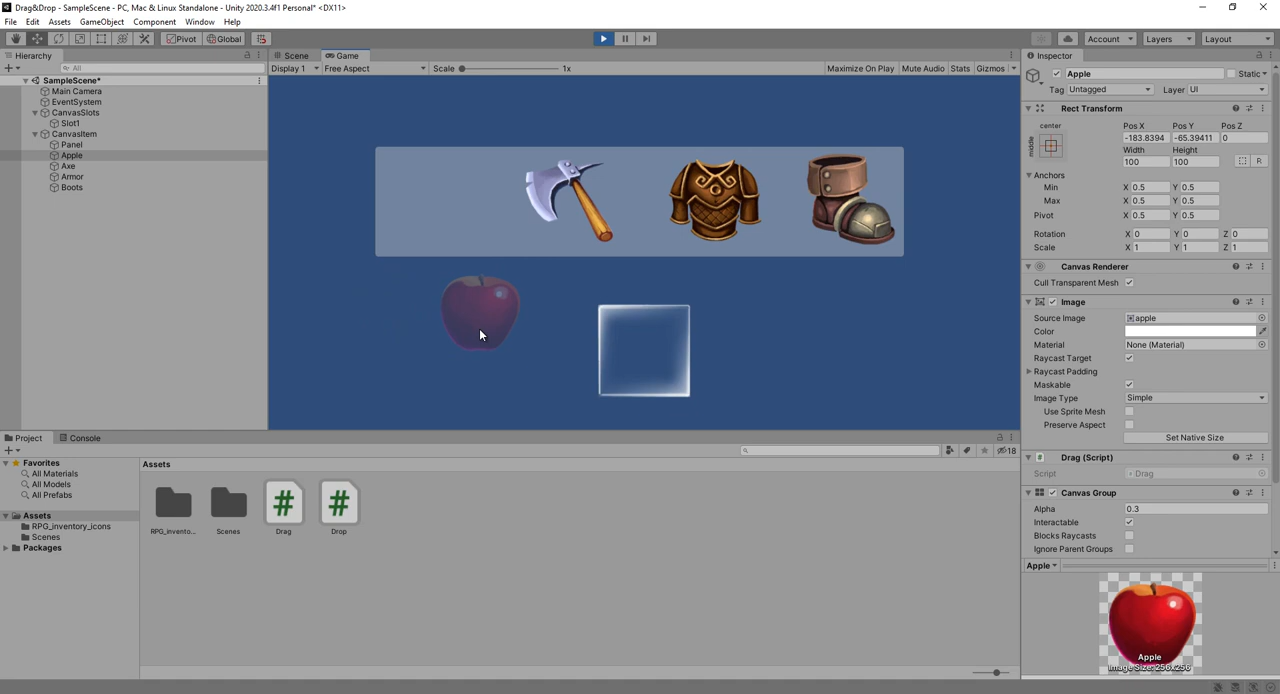 Drag&Drop - SampleScene - PC, Mac & Linux Standalone - Unity 2020.3.4f1 Personal* <DX11>
File Edit Assets GameObject Component Window Help
Pivot Global Account Layers Layout
Hierarchy
All
SampleScene*
Main Camera
EventSystem
CanvasSlots
Slot1
CanvasItem
Panel
Apple
Axe
Armor
Boots
Scene Game
Display 1 Free Aspect Scale 1x Maximize On Play Mute Audio Stats Gizmos
Inspector
Apple Static
Tag Untagged Layer UI
Rect Transform
center
middle
Pos X Pos Y Pos Z
-183.8394 -65.39411 0
Width Height
100 100 R
Anchors
Min X 0.5 Y 0.5
Max X 0.5 Y 0.5
Pivot X 0.5 Y 0.5
Rotation X 0 Y 0 Z 0
Scale X 1 Y 1 Z 1
Canvas Renderer
Cull Transparent Mesh
Image
Source Image apple
Color
Material None (Material)
Raycast Target
Raycast Padding
Maskable
Image Type Simple
Use Sprite Mesh
Preserve Aspect
Set Native Size
# Drag (Script)
Script Drag
Canvas Group
Alpha 0.3
Interactable
Blocks Raycasts
Ignore Parent Groups
Apple
Apple
Image Size: 256x256
Project Console
18
Favorites
All Materials
All Models
All Prefabs
Assets
RPG_inventory_icons
Scenes
Packages
Assets
# #
RPG_invento... Scenes Drag Drop